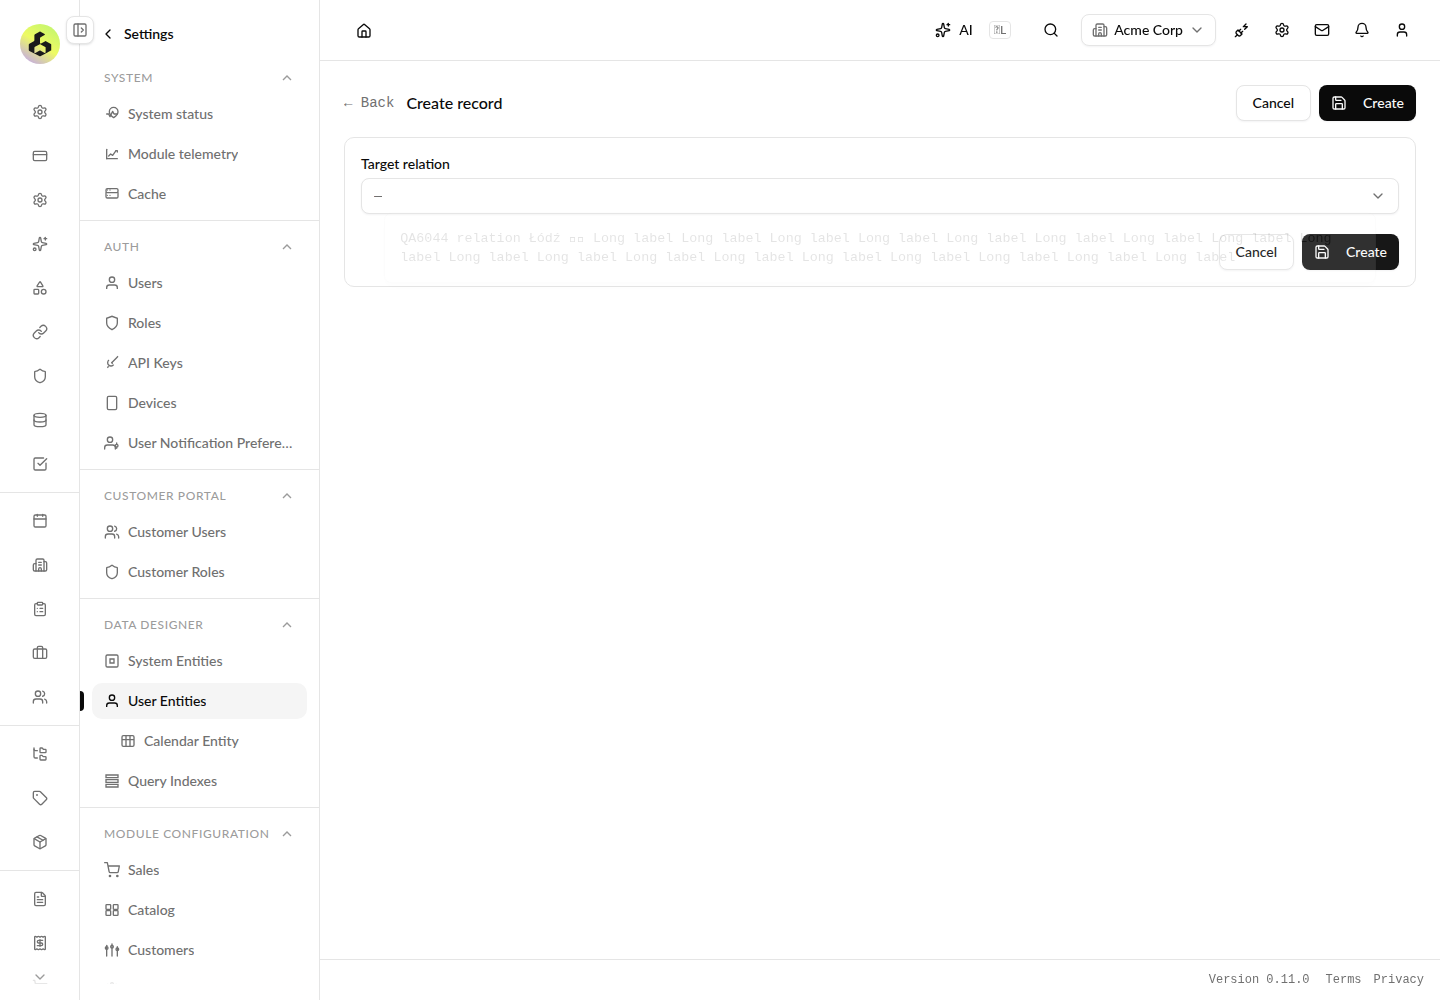 Settings
AI
L
Acme Corp
SYSTEM
System status
Module telemetry
Cache
AUTH
Users
Roles
API Keys
Devices
User Notification Prefere...
CUSTOMER PORTAL
Customer Users
Customer Roles
DATA DESIGNER
System Entities
User Entities
Calendar Entity
Query Indexes
MODULE CONFIGURATION
Sales
Catalog
Customers
← Back Create record
Cancel
Create
Target relation
—
QA6044 relation Łódź Long label Long label Long label Long label Long label Long label Long label Long label Long
label Long label Long label Long label Long label Long label Long label Long label Long label Long label
Cancel
Create
Version 0.11.0 Terms Privacy